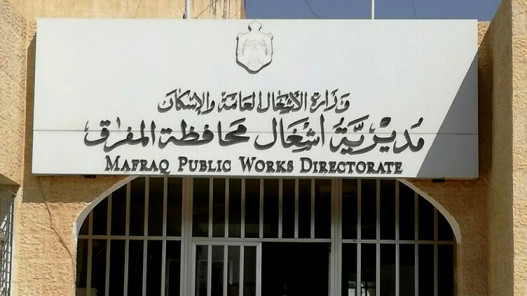 وزارة الأشغال العامة والإسكان
مديرية أشغال محافظة المفرق
MAFRAQ PUBLIC WORKS DIRECTORATE